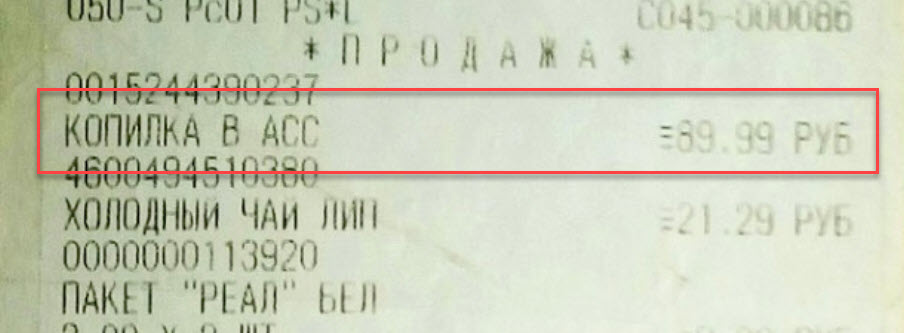 050-S PC01 PS*L C045-000086
*ПРОДАЖА*
0015244390237
КОПИЛКА В АСС =89.99 РУБ
4600494510380
ХОЛОДНЫЙ ЧАЙ ЛИП =21.29 РУБ
0000000113920
ПАКЕТ "РЕАЛ" БЕЛ